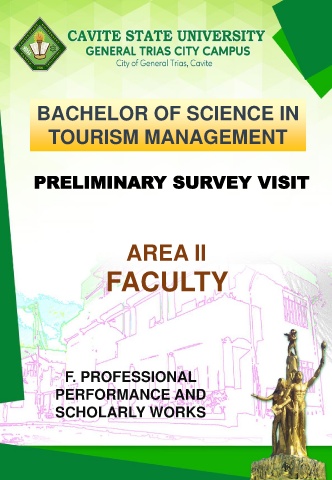 CAVITE STATE UNIVERSITY
GENERAL TRIAS CITY CAMPUS
City of General Trias, Cavite
BACHELOR OF SCIENCE IN
TOURISM MANAGEMENT
PRELIMINARY SURVEY VISIT
AREA II
FACULTY
F. PROFESSIONAL
PERFORMANCE AND
SCHOLARLY WORKS